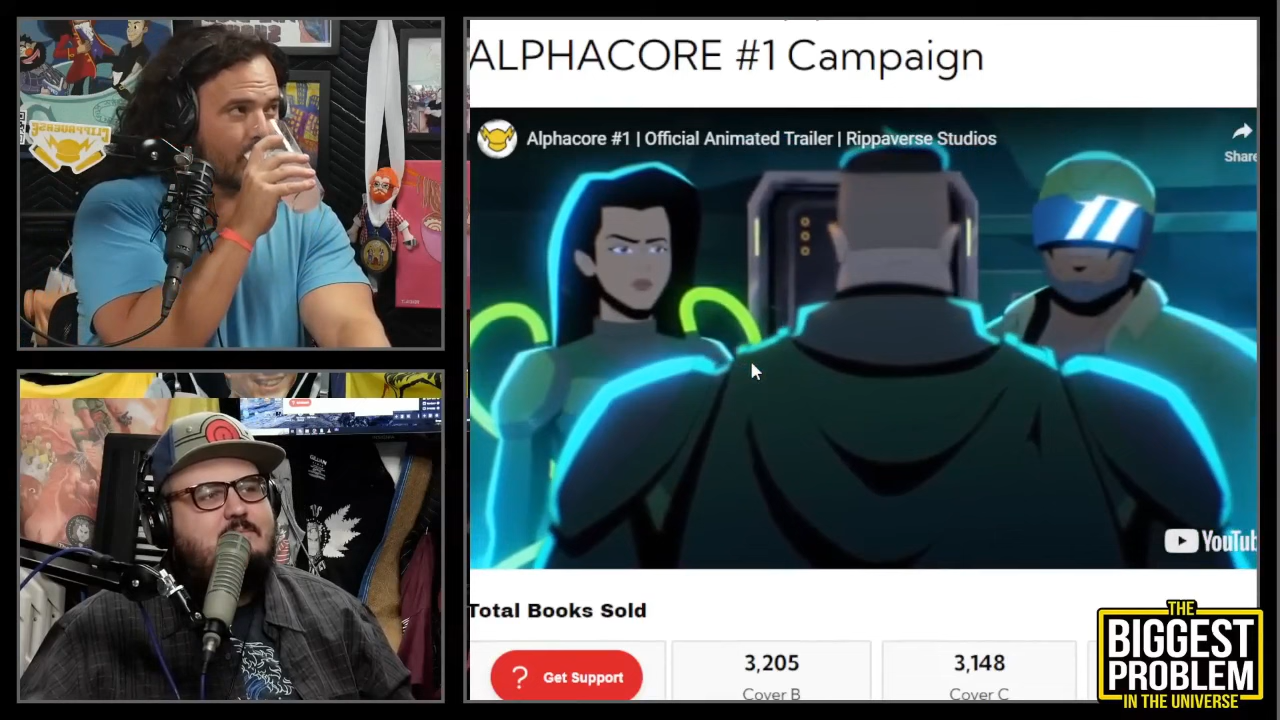 ALPHACORE #1 Campaign
Alphacore #1 | Official Animated Trailer | Rippaverse Studios
Share
YouTub
Total Books Sold
? Get Support
3,205
Cover B
3,148
Cover C
THE
BIGGEST
PROBLEM
IN THE UNIVERSE